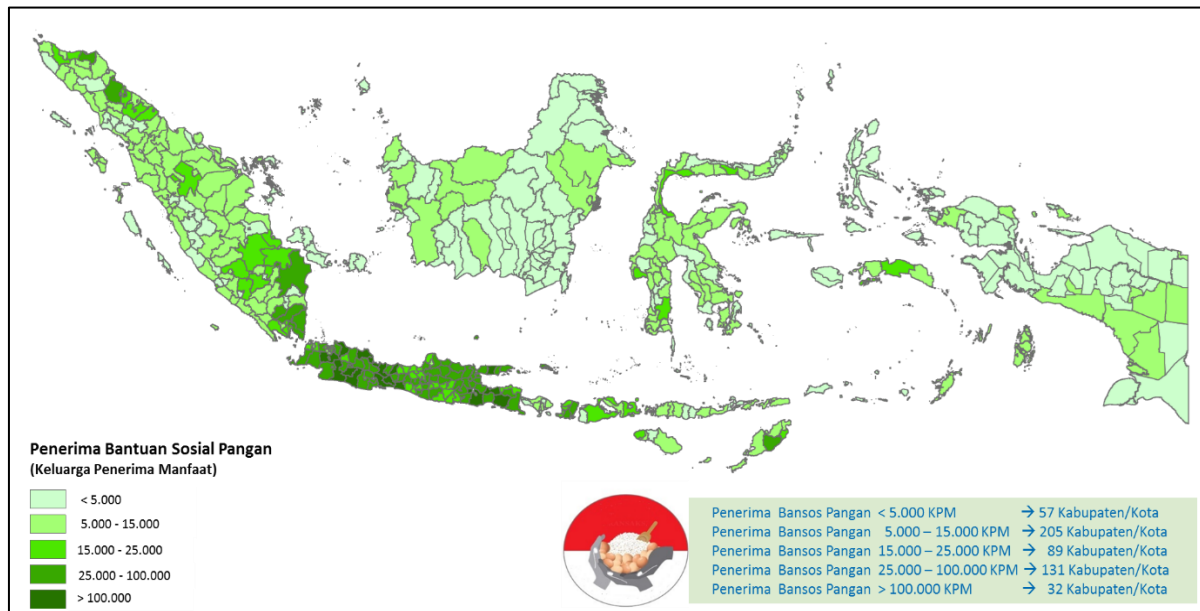 Penerima Bantuan Sosial Pangan
(Keluarga Penerima Manfaat)
< 5.000
5.000 - 15.000
15.000 - 25.000
25.000 - 100.000
> 100.000
Penerima Bansos Pangan < 5.000 KPM → 57 Kabupaten/Kota
Penerima Bansos Pangan 5.000 – 15.000 KPM → 205 Kabupaten/Kota
Penerima Bansos Pangan 15.000 – 25.000 KPM → 89 Kabupaten/Kota
Penerima Bansos Pangan 25.000 – 100.000 KPM → 131 Kabupaten/Kota
Penerima Bansos Pangan > 100.000 KPM → 32 Kabupaten/Kota